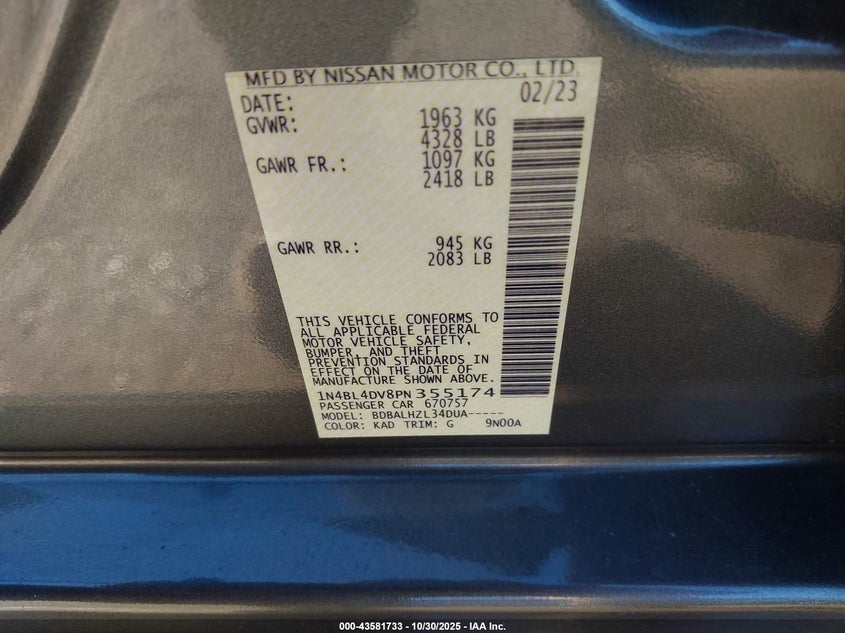 MFD BY NISSAN MOTOR CO., LTD.
DATE: 02/23
GVWR: 1963 KG
4328 LB
GAWR FR.: 1097 KG
2418 LB
GAWR RR.: 945 KG
2083 LB
THIS VEHICLE CONFORMS TO
ALL APPLICABLE FEDERAL
MOTOR VEHICLE SAFETY,
BUMPER, AND THEFT
PREVENTION STANDARDS IN
EFFECT ON THE DATE OF
MANUFACTURE SHOWN ABOVE.
1N4BL4DV8PN355174
PASSENGER CAR 670757
MODEL: BDBALHZL34DUA-----
COLOR: KAD TRIM: G 9N00A
000-43581733 - 10/30/2025 - IAA Inc.